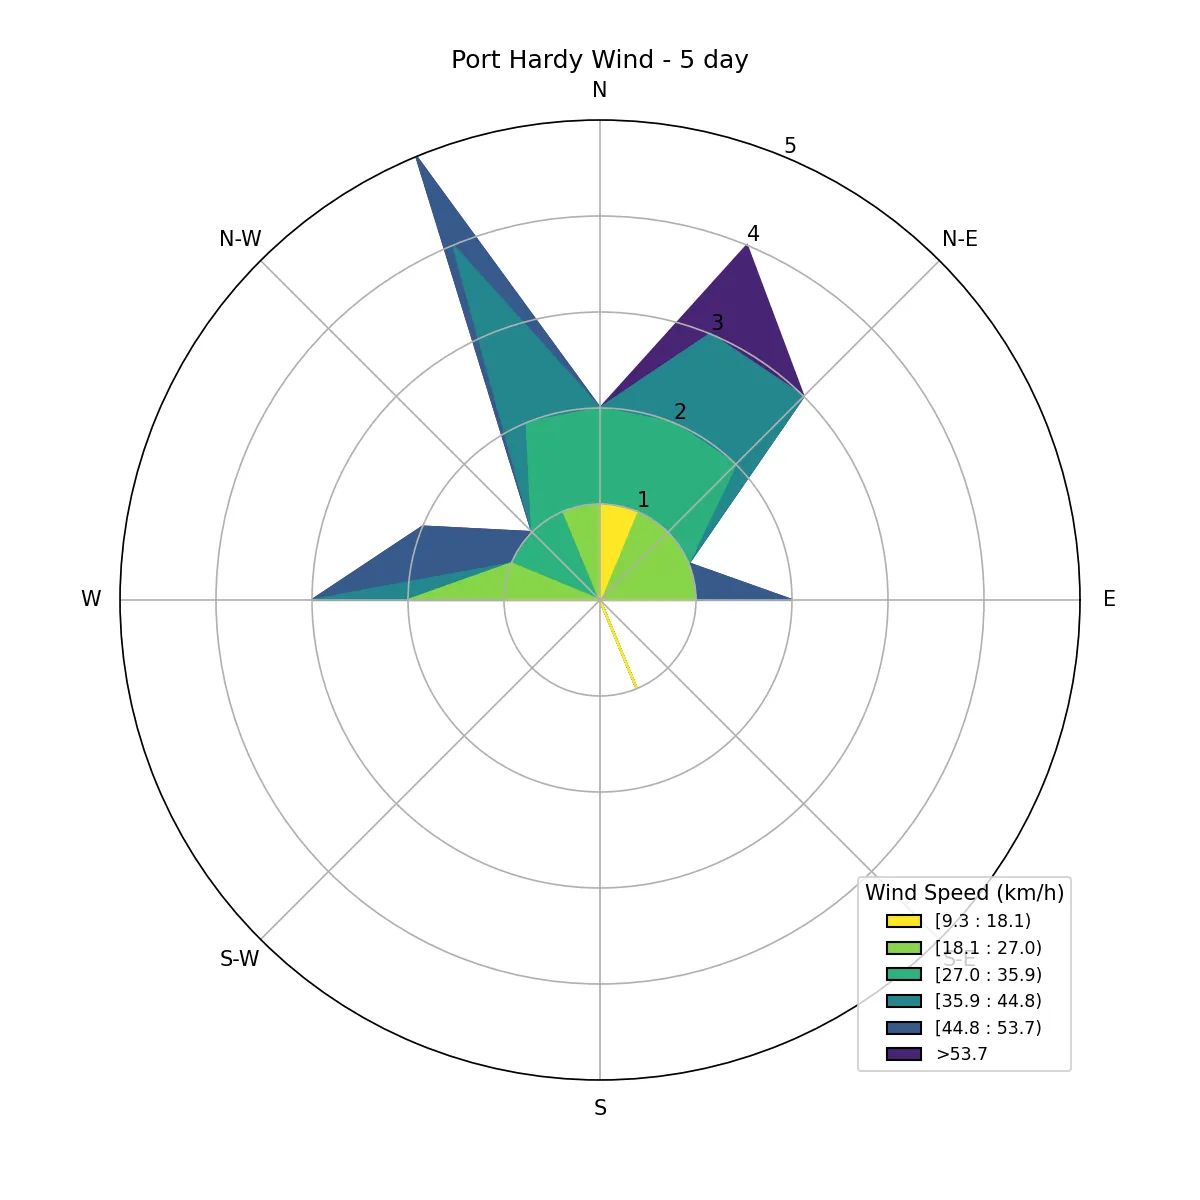 Port Hardy Wind - 5 day
N
5
N-W
4
N-E
3
2
1
W
E
Wind Speed (km/h)
[9.3 : 18.1)
[18.1 : 27.0)
S-W
S-E
[27.0 : 35.9)
[35.9 : 44.8)
[44.8 : 53.7)
>53.7
S